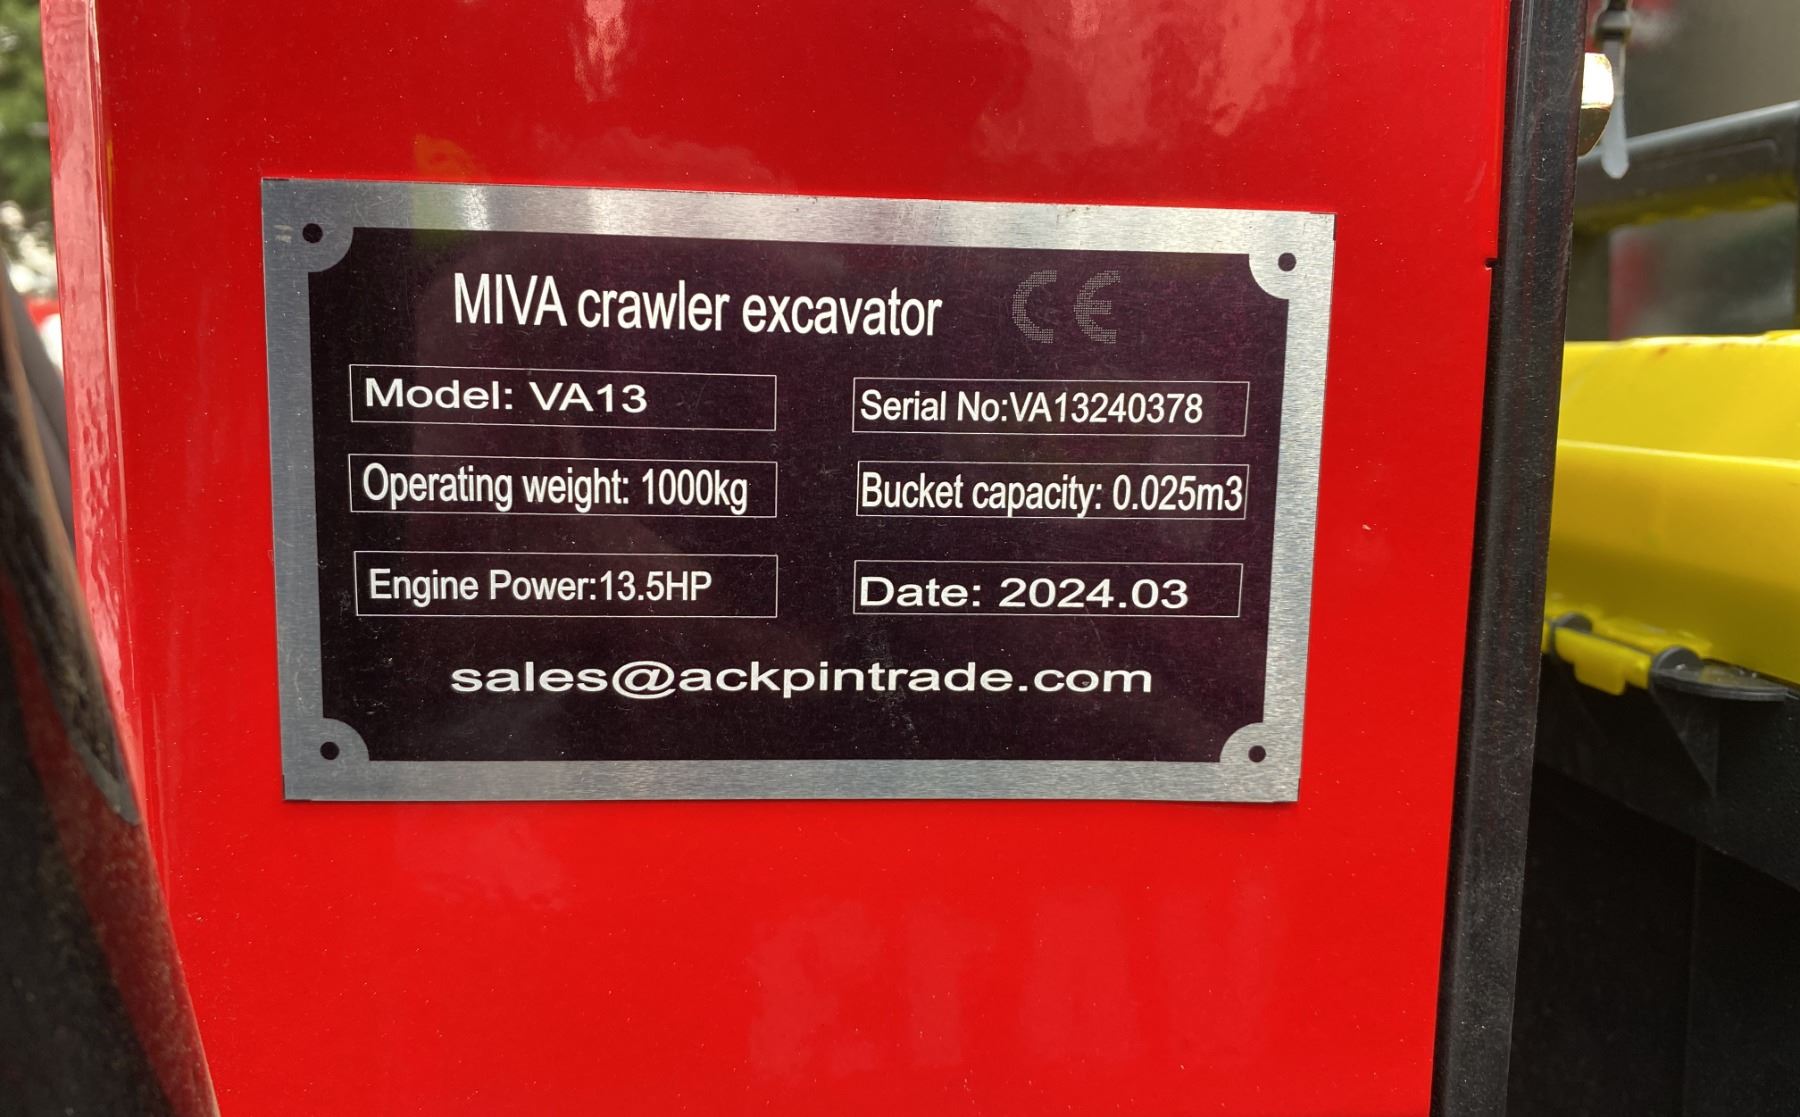 MIVA crawler excavator CE
Model: VA13
Serial No:VA13240378
Operating weight: 1000kg
Bucket capacity: 0.025m3
Engine Power:13.5HP
Date: 2024.03
sales@ackpintrade.com